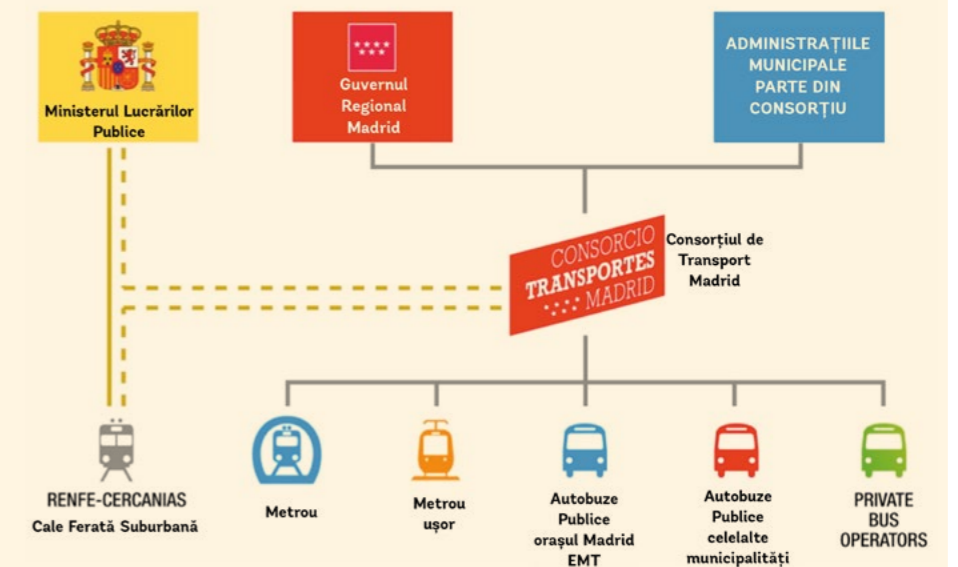 Ministerul Lucrărilor
Publice
Guvernul
Regional
Madrid
ADMINISTRAȚIILE
MUNICIPALE
PARTE DIN
CONSORȚIU
CONSORCIO
TRANSPORTES
MADRID
Consorțiul de
Transport
Madrid
RENFE-CERCANIAS
Cale Ferată Suburbană
Metrou
Metrou
ușor
Autobuze
Publice
orașul Madrid
EMT
Autobuze
Publice
celelalte
municipalități
PRIVATE
BUS
OPERATORS